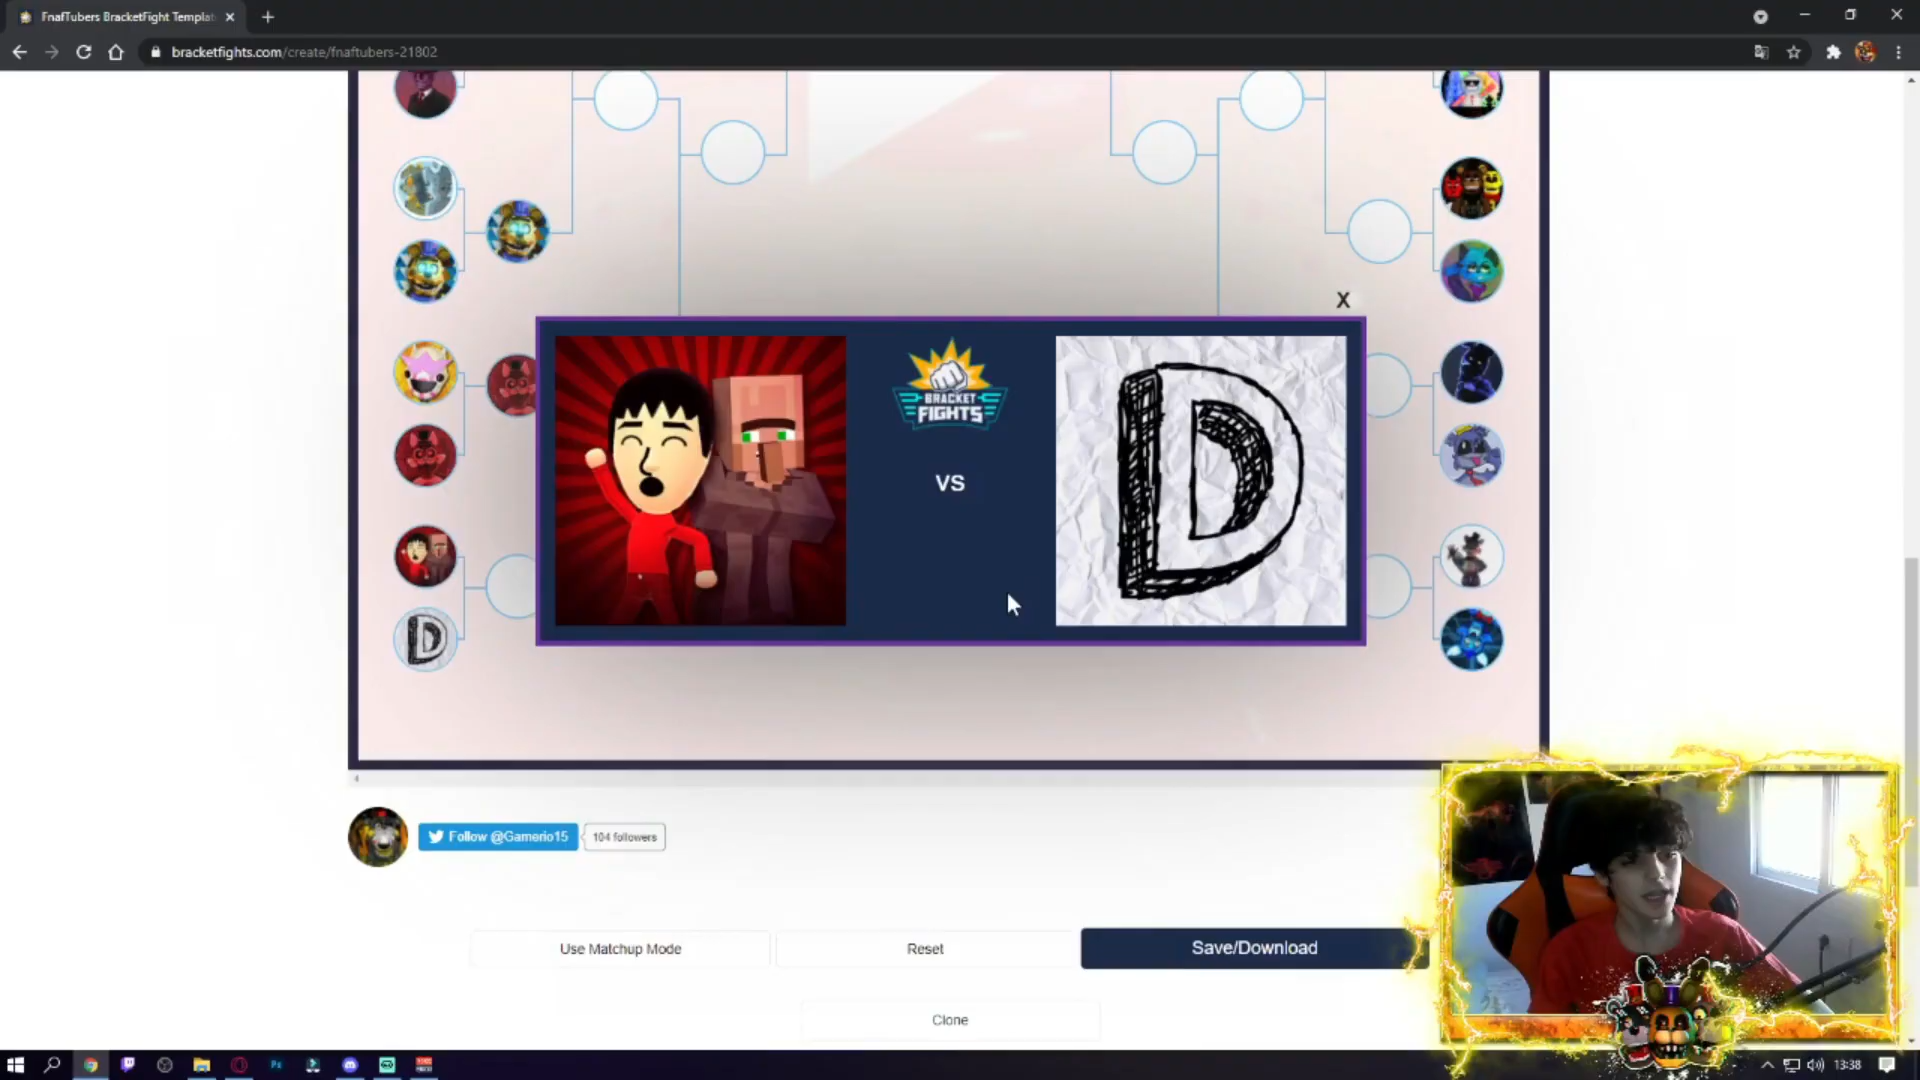 FnafTubers BracketFight Templat
bracketfights.com/create/fnaftubers-21802
X
BRACKET
FIGHTS
VS
D
D
Follow @Gamerio15
104 followers
Use Matchup Mode
Reset
Save/Download
Clone
Ps
13:38